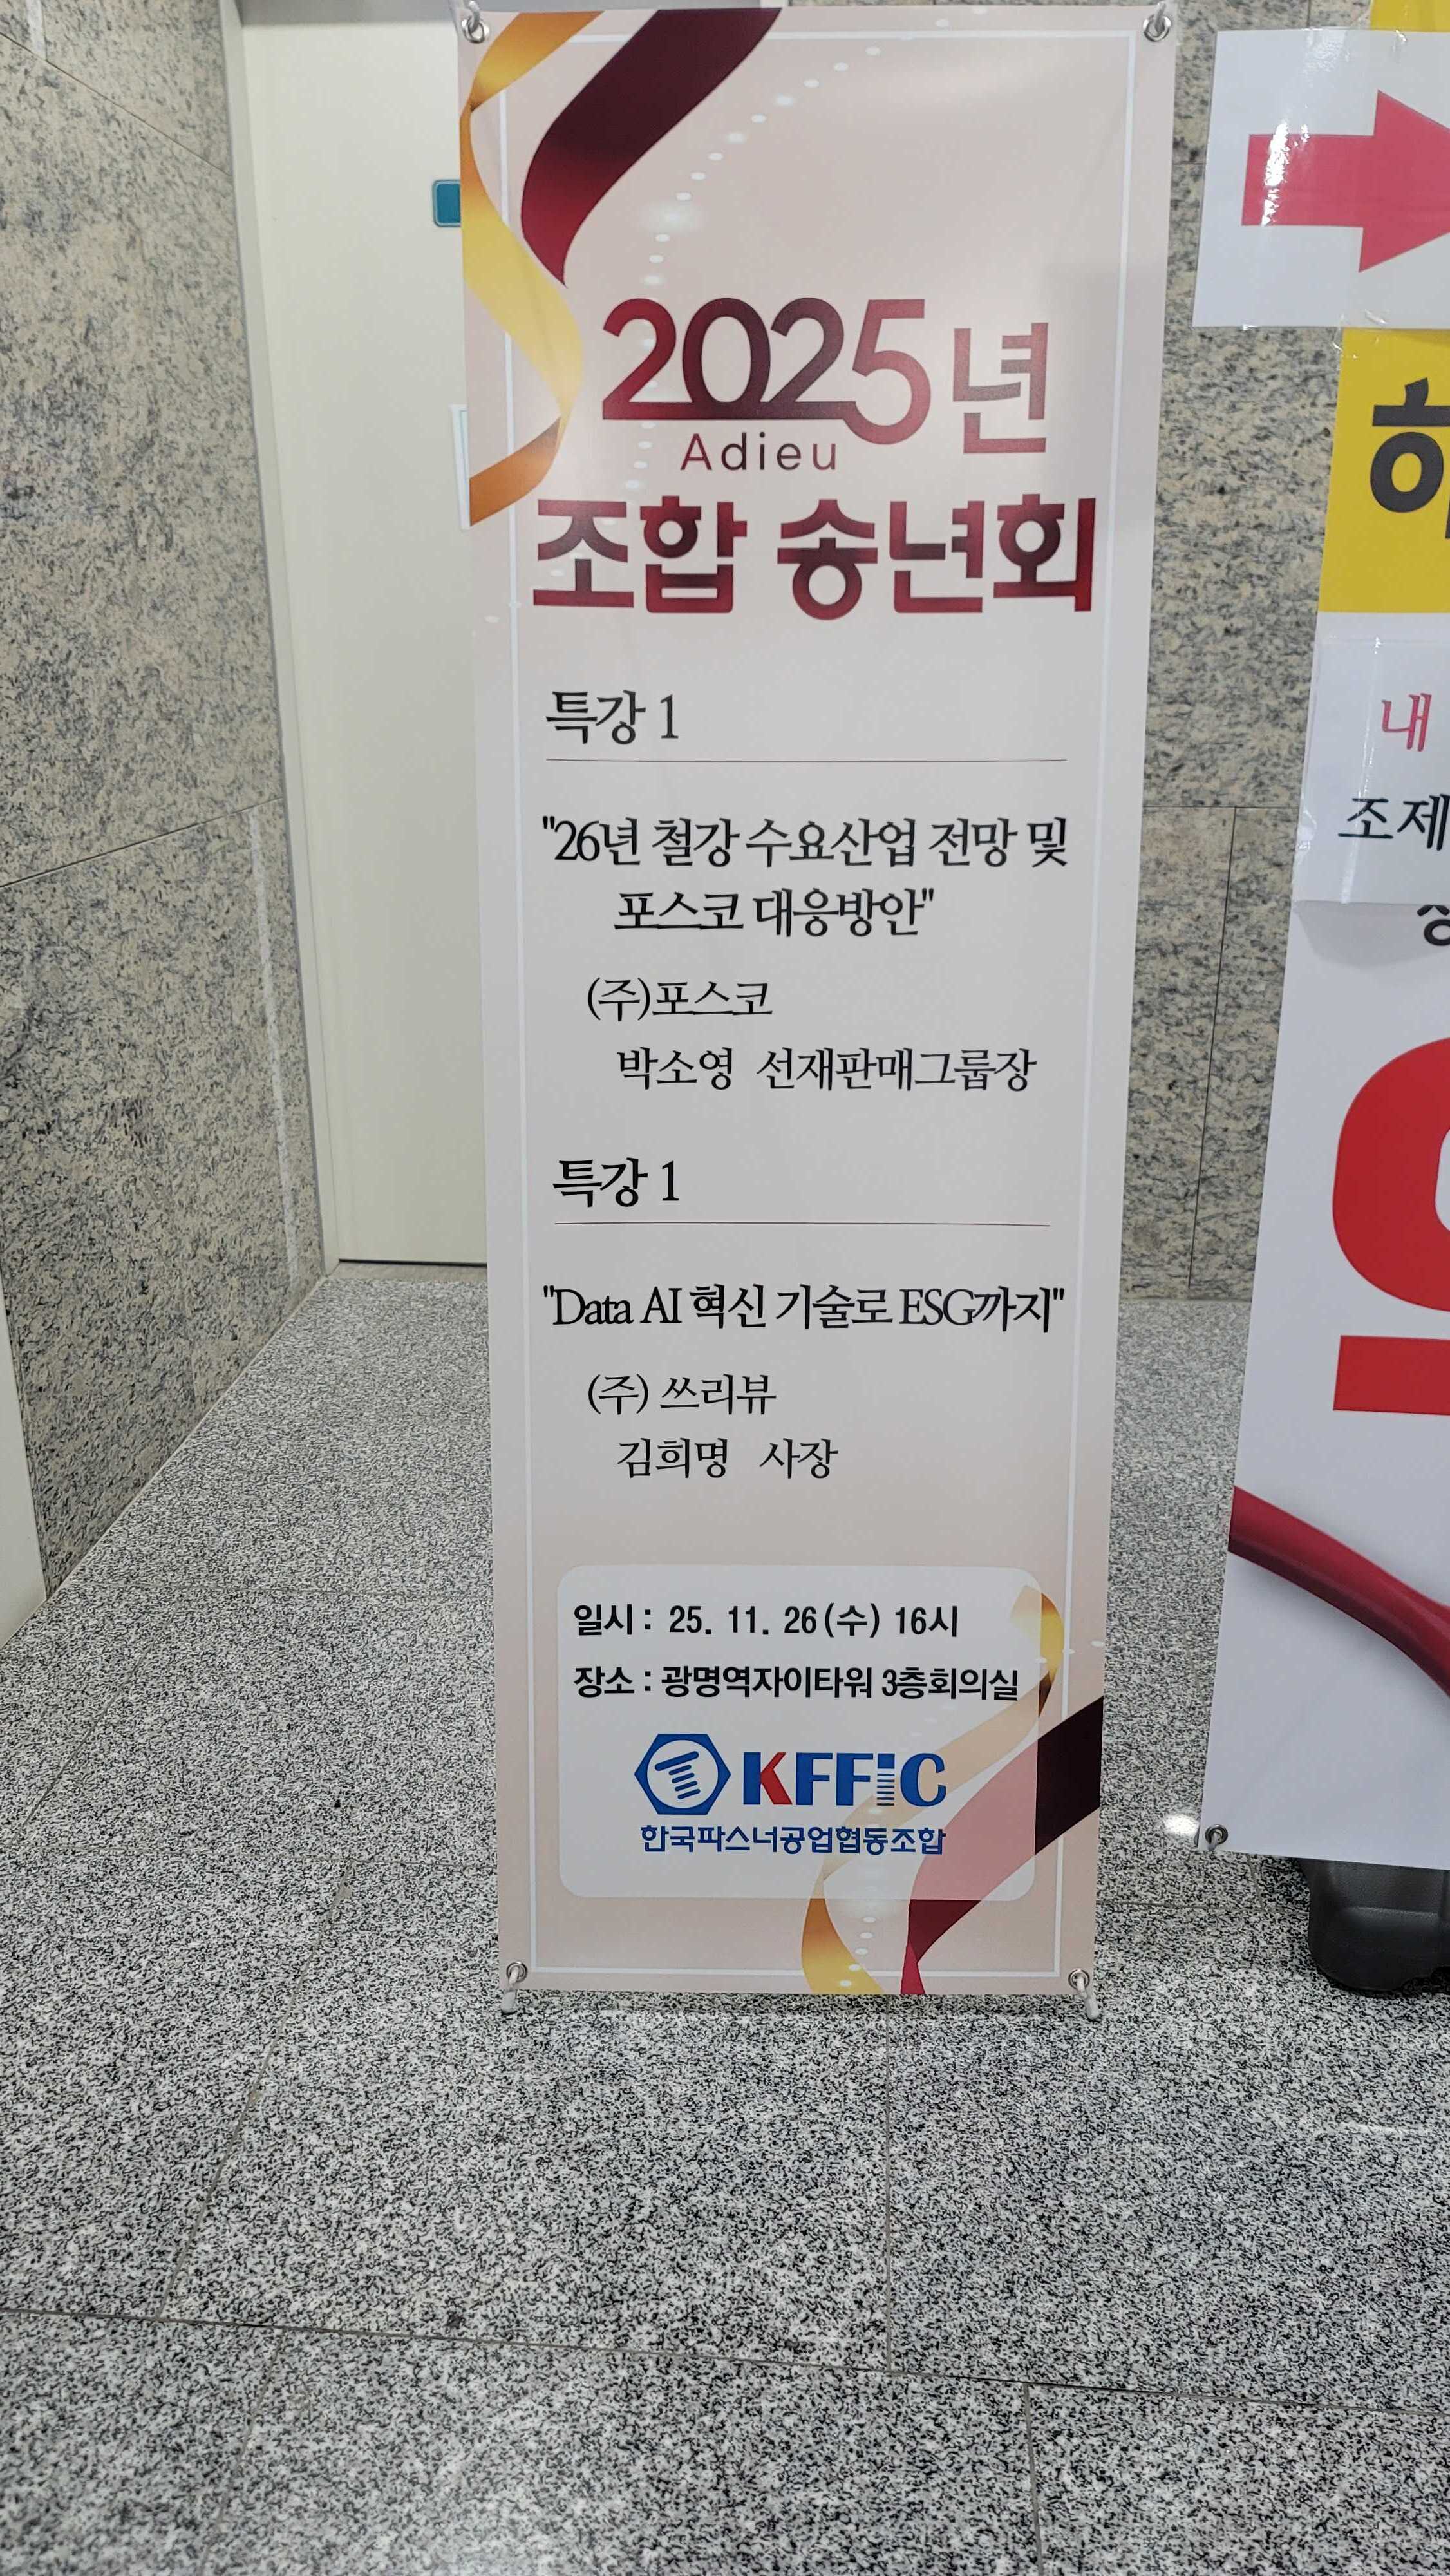 2025년
Adieu
조합 송년회
특강 1
"26년 철강 수요산업 전망 및
포스코 대응방안"
(주)포스코
박소영 선재판매그룹장
특강 1
"Data AI 혁신 기술로 ESG까지"
(주) 쓰리뷰
김희명 사장
일시 : 25. 11. 26(수) 16시
장소 : 광명역자이타워 3층회의실
KFFIC
한국파스너공업협동조합
내
조제